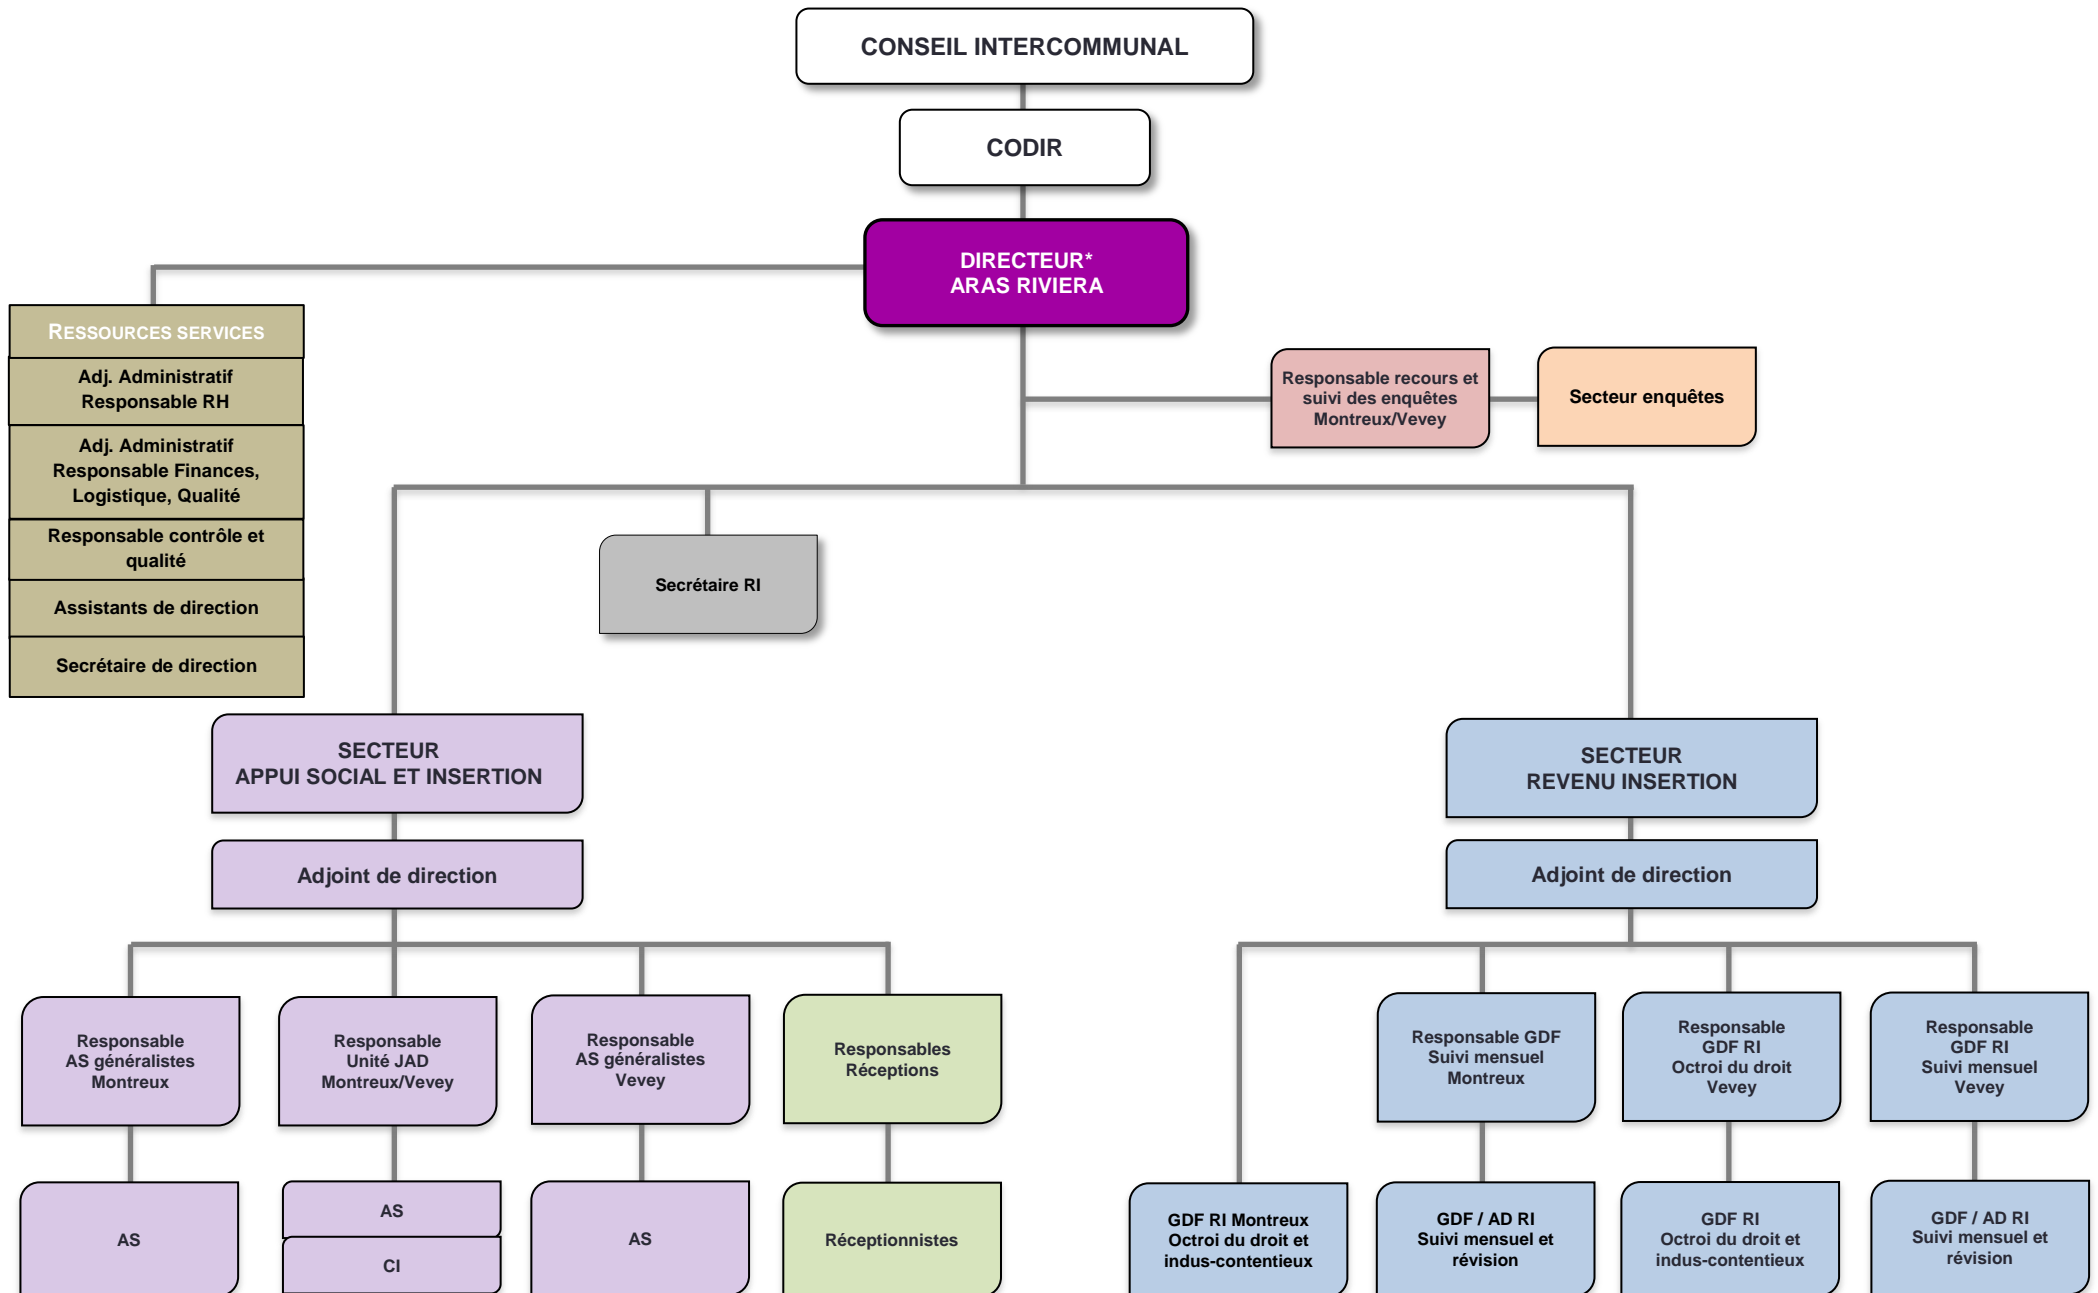 CONSEIL INTERCOMMUNAL
CODIR
DIRECTEUR*
ARAS RIVIERA
RESSOURCES SERVICES
Adj. Administratif
Responsable RH
Adj. Administratif
Responsable Finances,
Logistique, Qualité
Responsable contrôle et
qualité
Assistants de direction
Secrétaire de direction
Responsable recours et
suivi des enquêtes
Montreux/Vevey
Secteur enquêtes
Secrétaire RI
SECTEUR
APPUI SOCIAL ET INSERTION
Adjoint de direction
SECTEUR
REVENU INSERTION
Adjoint de direction
Responsable
AS généralistes
Montreux
Responsable
Unité JAD
Montreux/Vevey
Responsable
AS généralistes
Vevey
Responsables
Réceptions
Responsable GDF
Suivi mensuel
Montreux
Responsable
GDF RI
Octroi du droit
Vevey
Responsable
GDF RI
Suivi mensuel
Vevey
AS
AS
CI
AS
Réceptionnistes
GDF RI Montreux
Octroi du droit et
indus-contentieux
GDF / AD RI
Suivi mensuel et
révision
GDF RI
Octroi du droit et
indus-contentieux
GDF / AD RI
Suivi mensuel et
révision